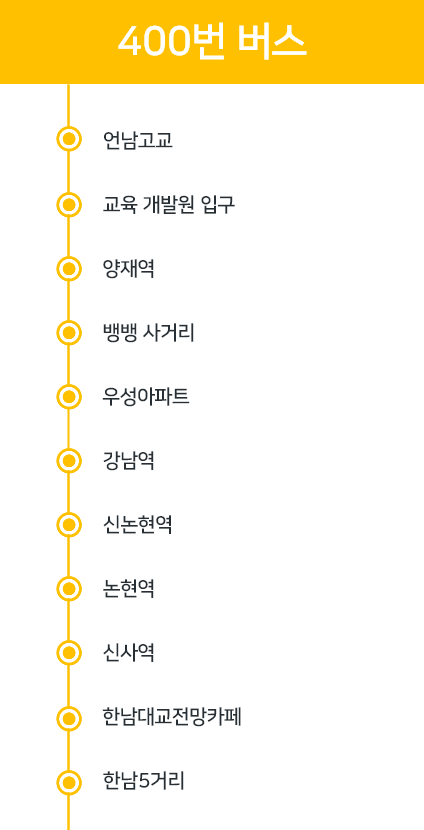 400번 버스
언남고교
교육 개발원 입구
양재역
뱅뱅 사거리
우성아파트
강남역
신논현역
논현역
신사역
한남대교전망카페
한남5거리